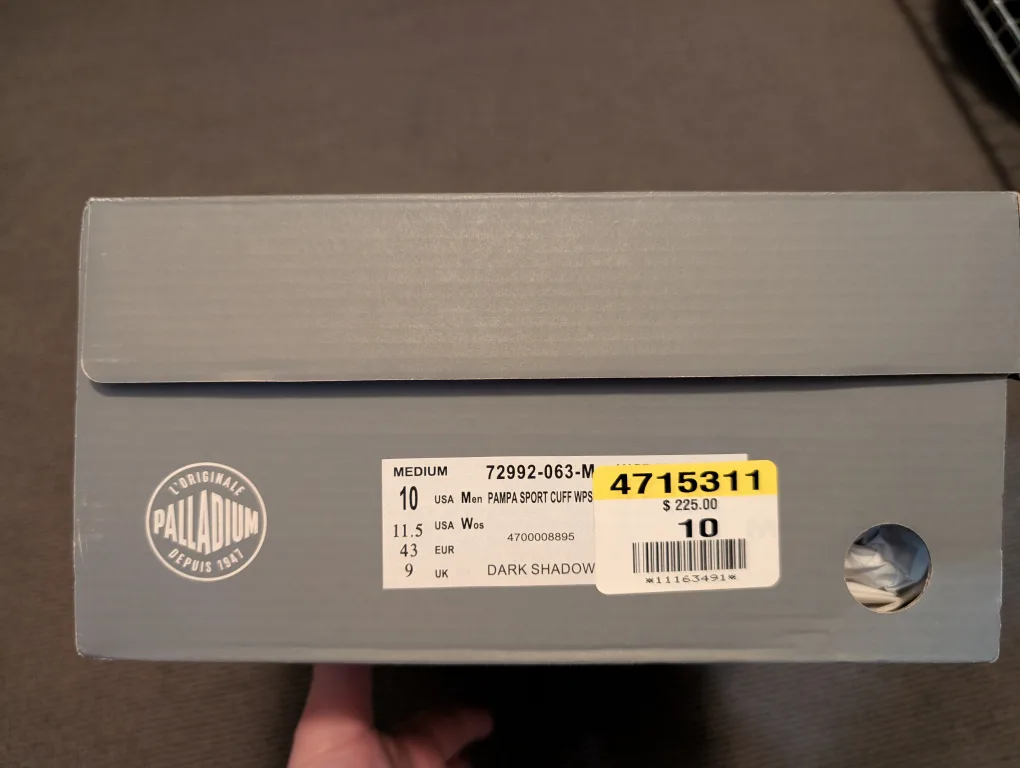 L'ORIGINALE
PALLADIUM
DEPUIS 1947
MEDIUM 72992-063-M
10 USA Men PAMPA SPORT CUFF WPS
11.5 USA Wos
4700008895
43 EUR
9 UK DARK SHADOW
4715311
$ 225.00
10
*11163491*